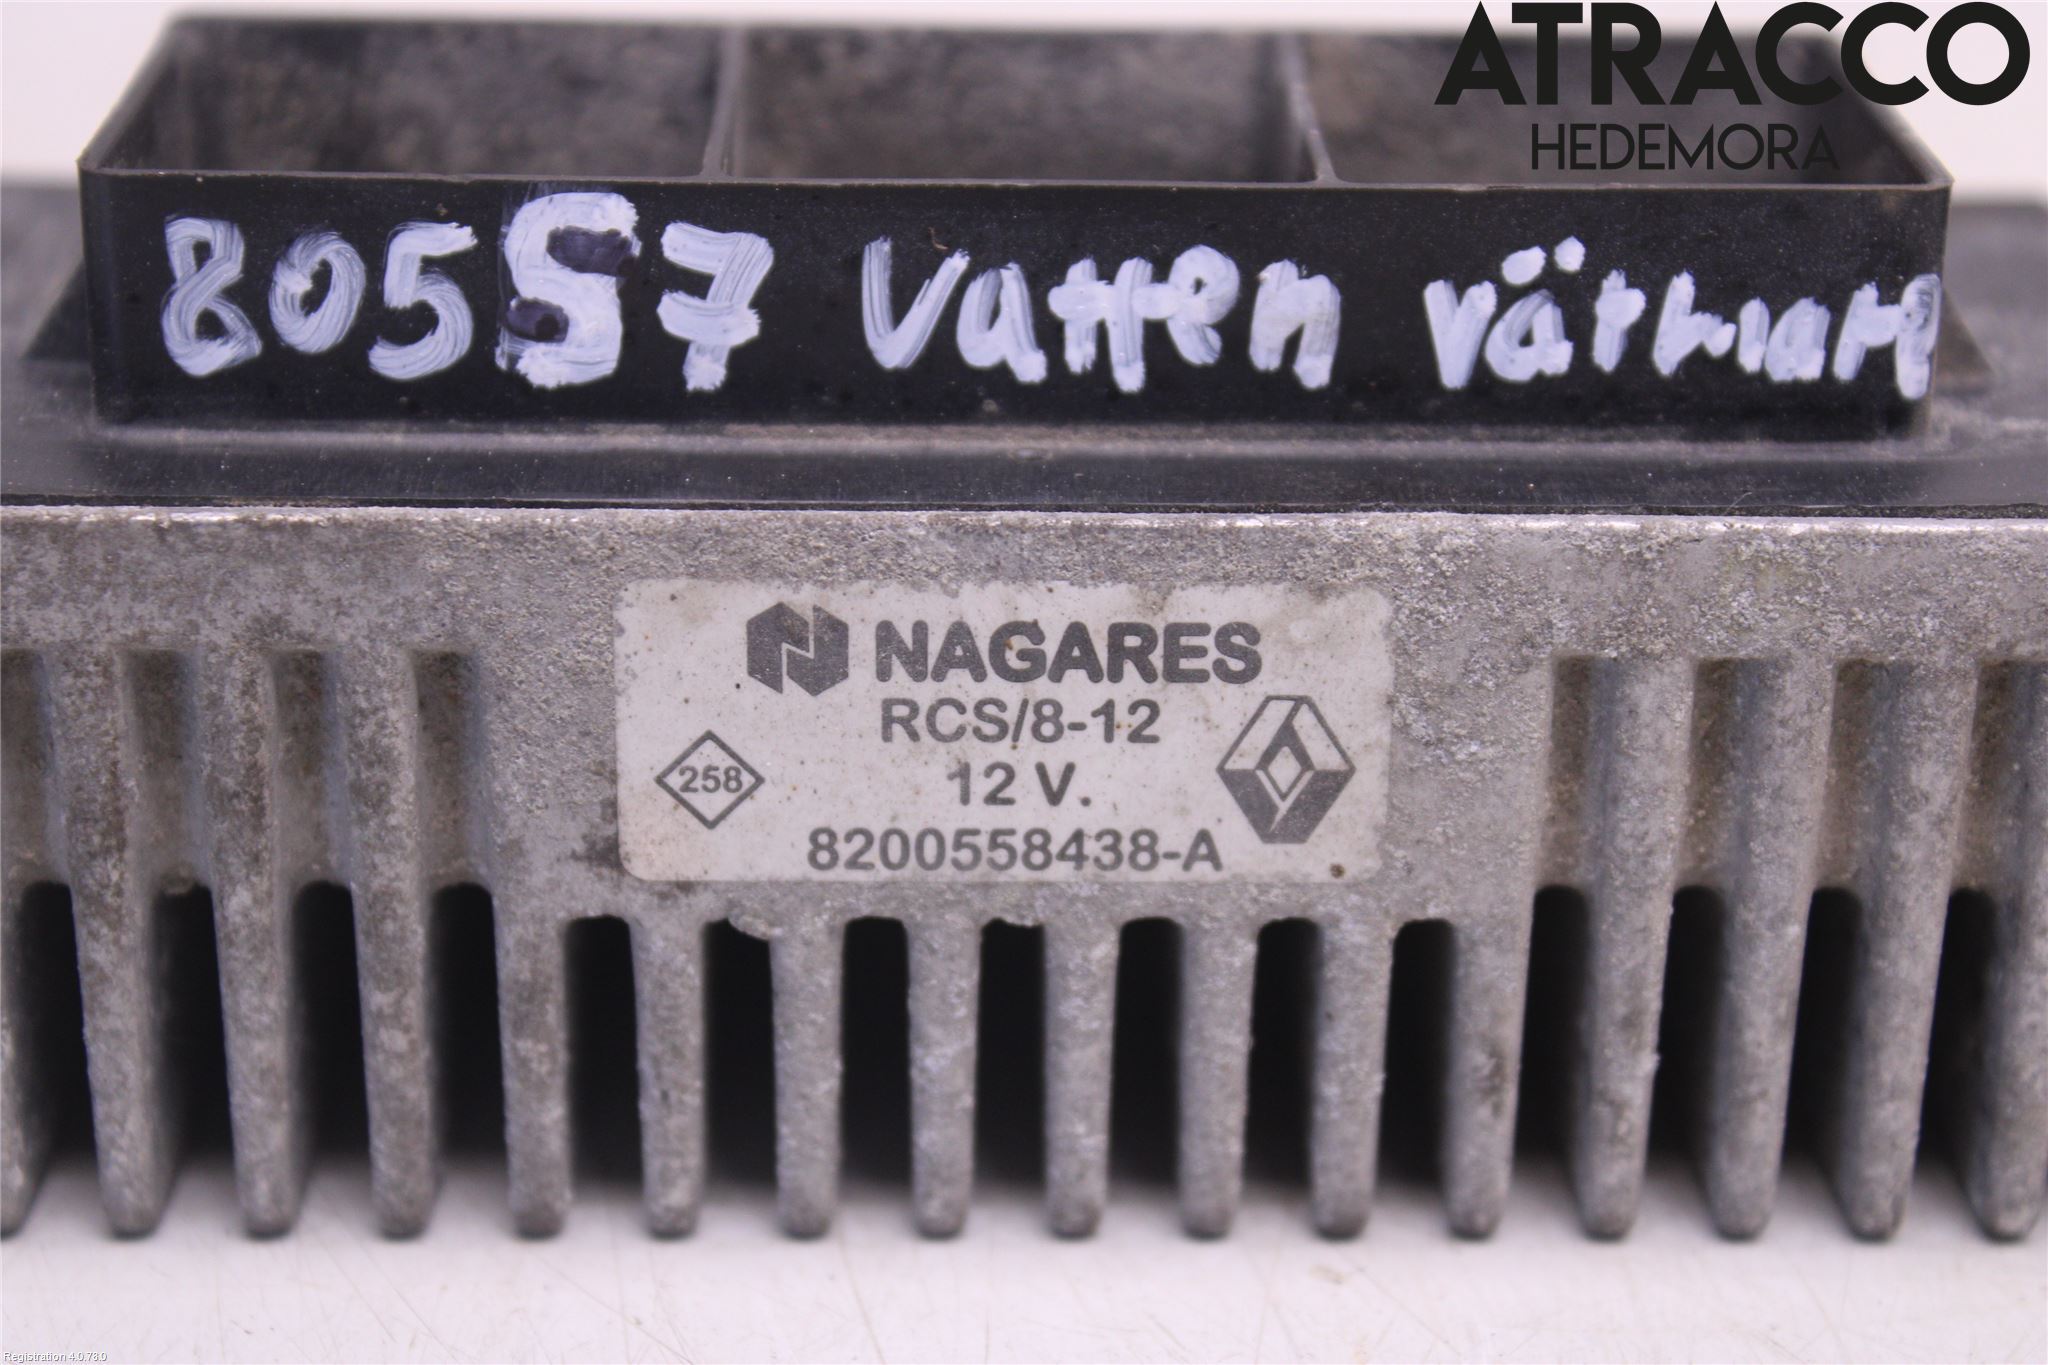 ATRACCO
HEDEMORA
80557 Vatten värmare
NAGARES
RCS/8-12
258
12 V.
8200558438-A
Registration 4.0.78.0